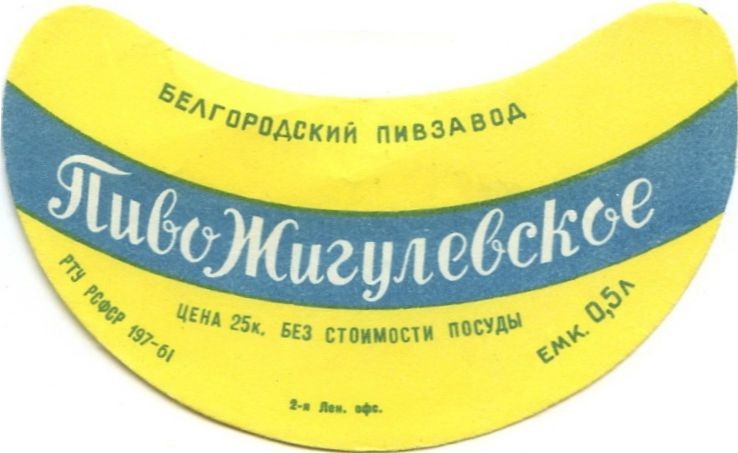 БЕЛГОРОДСКИЙ ПИВЗАВОД
Пиво Жигулевское
РТУ РСФСР 197-61
ЦЕНА 25к. БЕЗ СТОИМОСТИ ПОСУДЫ
ЕМК. 0,5л
2-я Лен. офс.